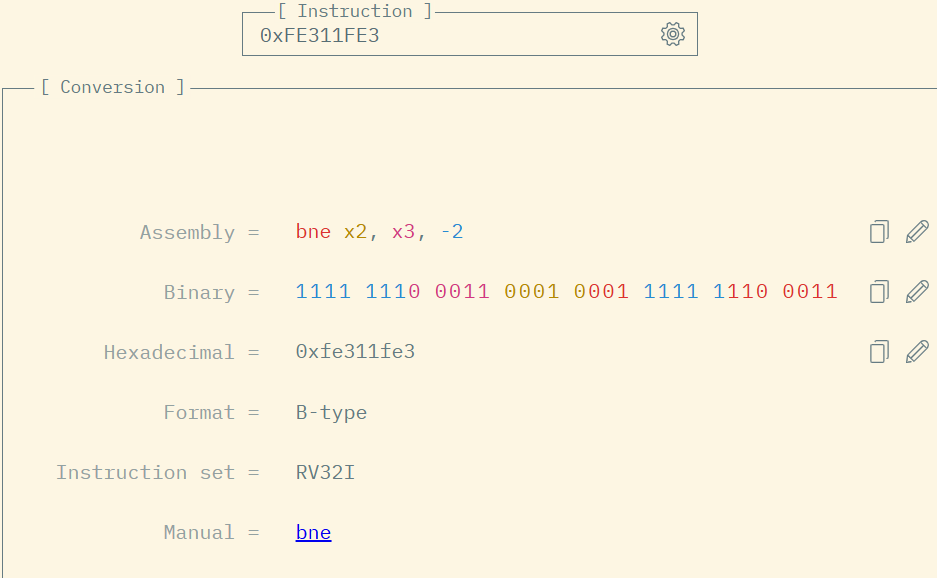 [ Instruction ]
0xFE311FE3
[ Conversion ]
Assembly = bne x2, x3, -2
Binary = 1111 1110 0011 0001 0001 1111 1110 0011
Hexadecimal = 0xfe311fe3
Format = B-type
Instruction set = RV32I
Manual = bne